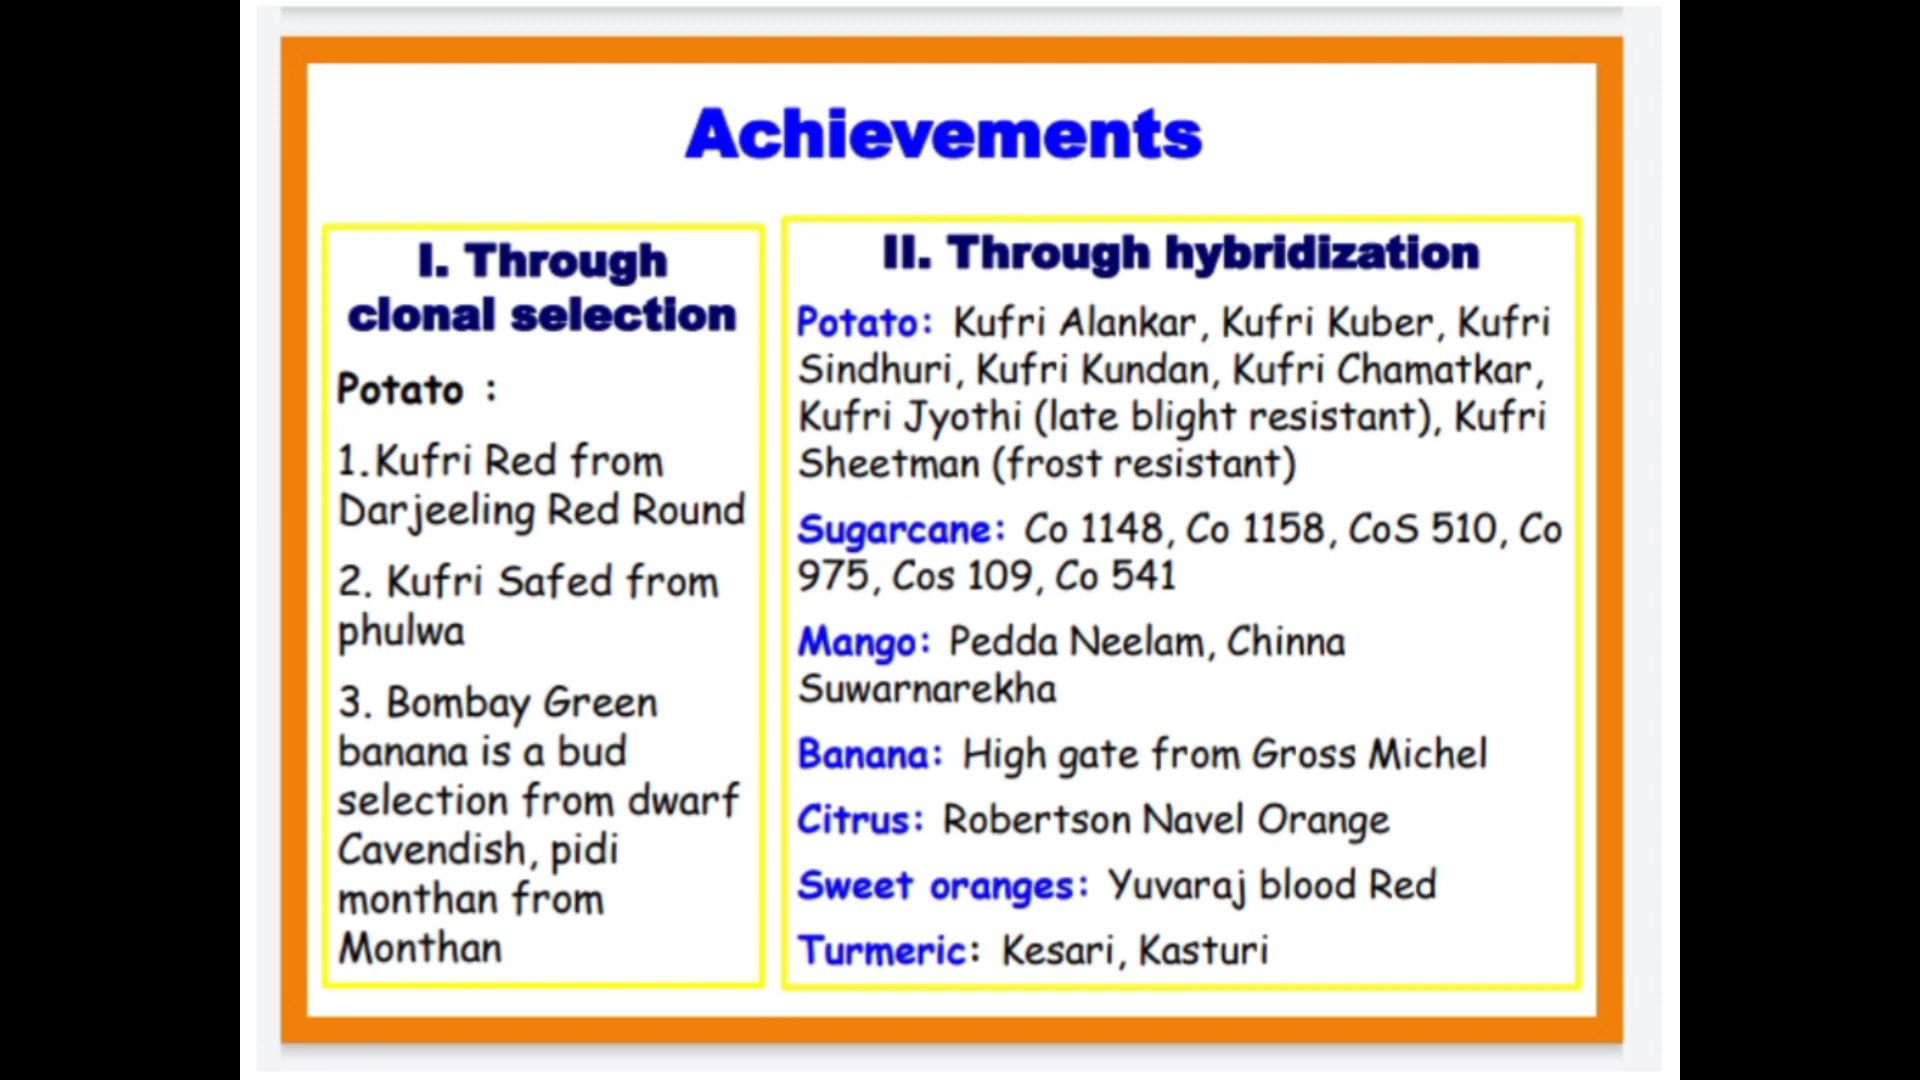 Achievements
I. Through
clonal selection
Potato :
1.Kufri Red from
Darjeeling Red Round
2. Kufri Safed from
phulwa
3. Bombay Green
banana is a bud
selection from dwarf
Cavendish, pidi
monthan from
Monthan
II. Through hybridization
Potato: Kufri Alankar, Kufri Kuber, Kufri
Sindhuri, Kufri Kundan, Kufri Chamatkar,
Kufri Jyothi (late blight resistant), Kufri
Sheetman (frost resistant)
Sugarcane: Co 1148, Co 1158, CoS 510, Co
975, Cos 109, Co 541
Mango: Pedda Neelam, Chinna
Suwarnarekha
Banana: High gate from Gross Michel
Citrus: Robertson Navel Orange
Sweet oranges: Yuvaraj blood Red
Turmeric: Kesari, Kasturi